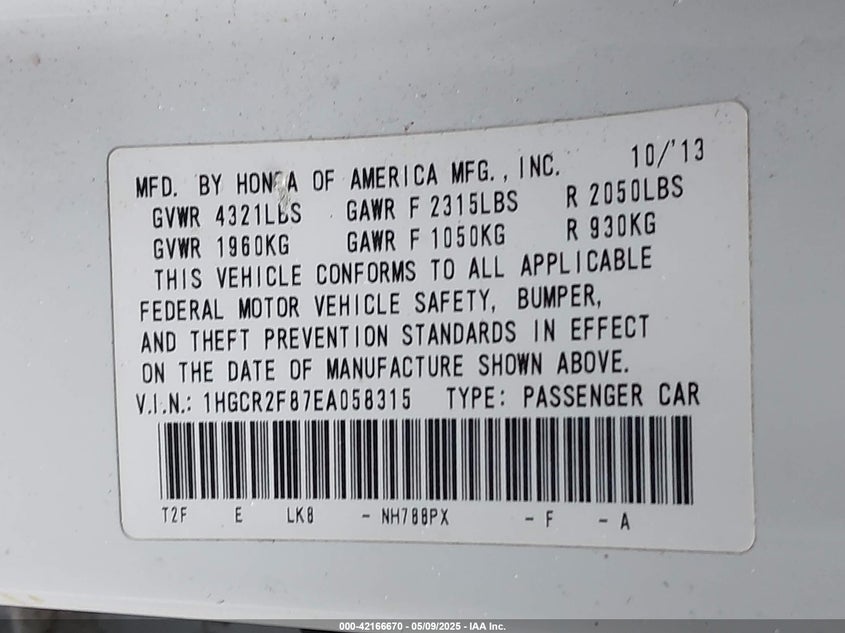 MFD. BY HONDA OF AMERICA MFG., INC. 10/'13
GVWR 4321LBS GAWR F 2315LBS R 2050LBS
GVWR 1960KG GAWR F 1050KG R 930KG
THIS VEHICLE CONFORMS TO ALL APPLICABLE
FEDERAL MOTOR VEHICLE SAFETY, BUMPER,
AND THEFT PREVENTION STANDARDS IN EFFECT
ON THE DATE OF MANUFACTURE SHOWN ABOVE.
V.I.N.: 1HGCR2F87EA058315 TYPE: PASSENGER CAR
T2F E LK8 - NH788PX - F - A
000-42166670 - 05/09/2025 - IAA Inc.